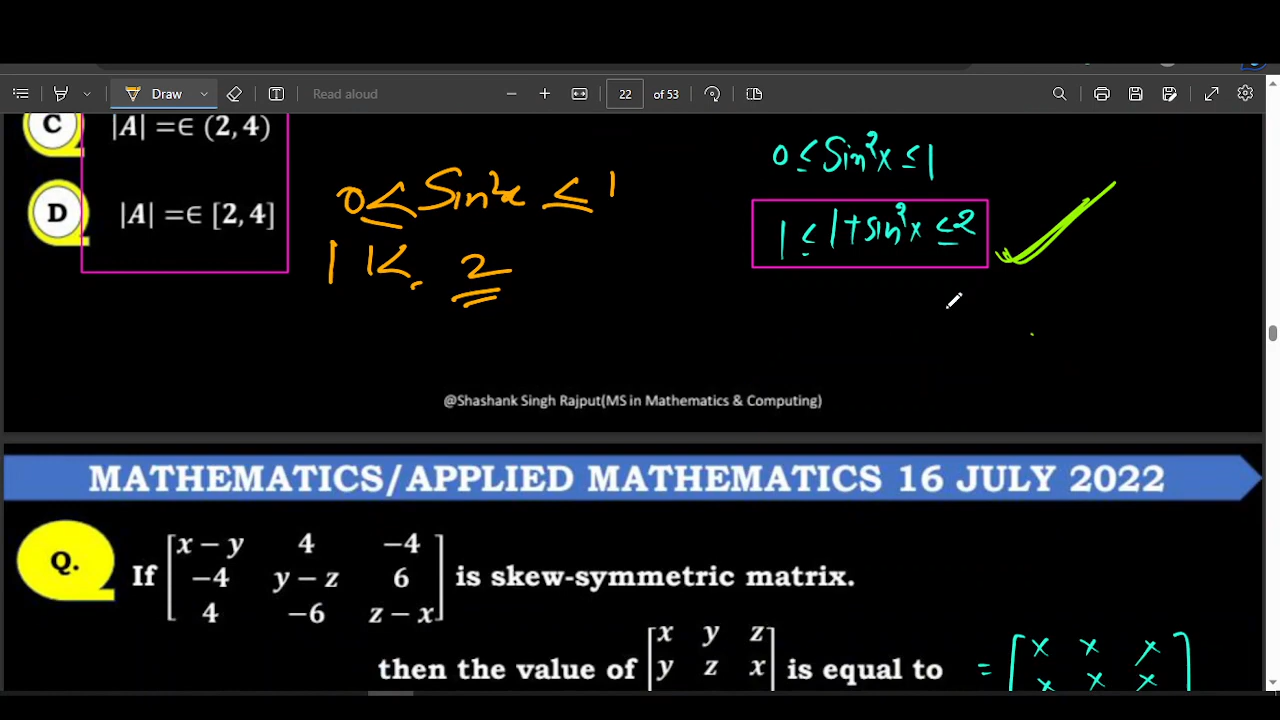 Draw
Read aloud
22 of 53
C |A| =∈ (2, 4)
D |A| =∈ [2, 4]
0 ≤ Sin²x ≤ 1
1 1≤ 2
0 ≤ Sin²x ≤ 1
1 ≤ 1+ sin²x ≤ 2
@Shashank Singh Rajput(MS in Mathematics & Computing)
MATHEMATICS/APPLIED MATHEMATICS 16 JULY 2022
Q. If [x − y 4 −4
−4 y − z 6
4 −6 z − x] is skew-symmetric matrix.
then the value of [x y z
y z x is equal to = [x x x
x x x